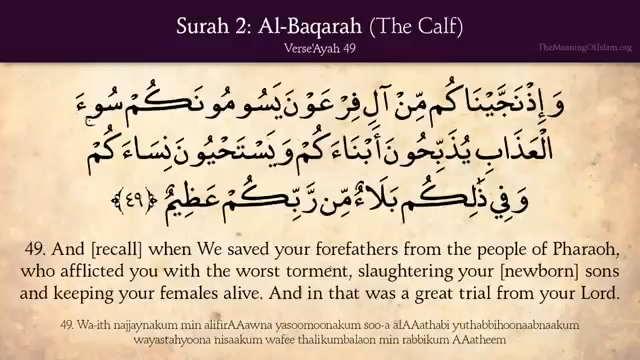 Surah 2: Al-Baqarah (The Calf)
Verse'Ayah 49
TheMeaningOfIslam.org
وَإِذْ نَجَّيْنَاكُم مِّنْ آلِ فِرْعَوْنَ يَسُومُونَكُمْ سُوءَ
الْعَذَابِ يُذَبِّحُونَ أَبْنَاءَكُمْ وَيَسْتَحْيُونَ نِسَاءَكُمْ ۚ
وَفِي ذَٰلِكُم بَلَاءٌ مِّن رَّبِّكُمْ عَظِيمٌ ﴿٤٩﴾
49. And [recall] when We saved your forefathers from the people of Pharaoh,
who afflicted you with the worst torment, slaughtering your [newborn] sons
and keeping your females alive. And in that was a great trial from your Lord.
49. Wa-ith najjaynakum min alifirAAawna yasoomoonakum soo-a alAAathabi yuthabbihoonaabnaakum
wayastahyoona nisaakum wafee thalikumbalaon min rabbikum AAatheem